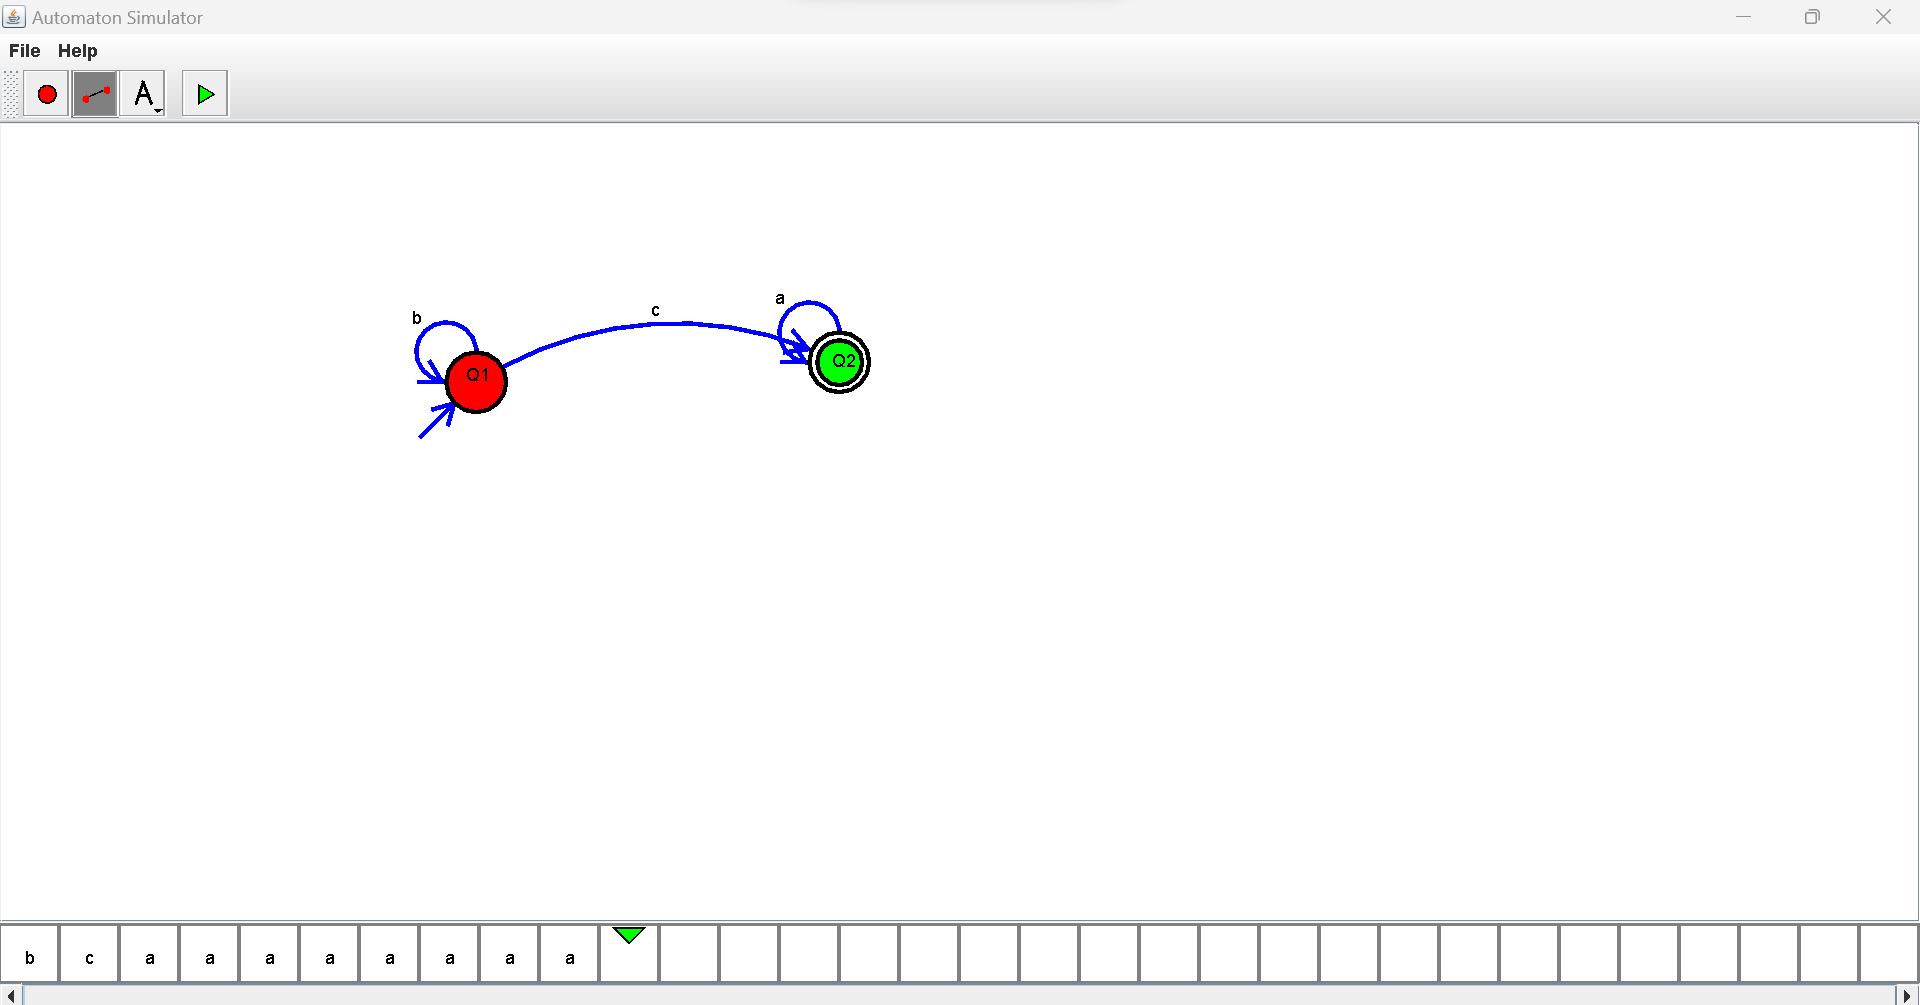 Automaton Simulator
File Help
A
a
c
b
Q2
Q1
b c a a a a a a a a